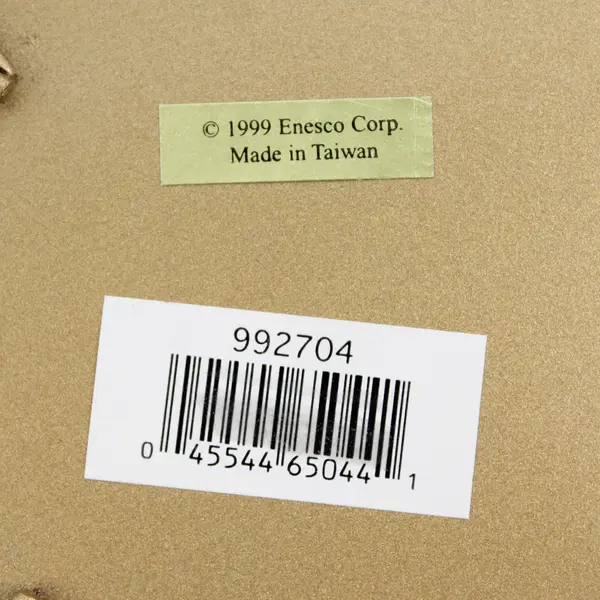 © 1999 Enesco Corp.
Made in Taiwan
992704
0 45544 65044 1